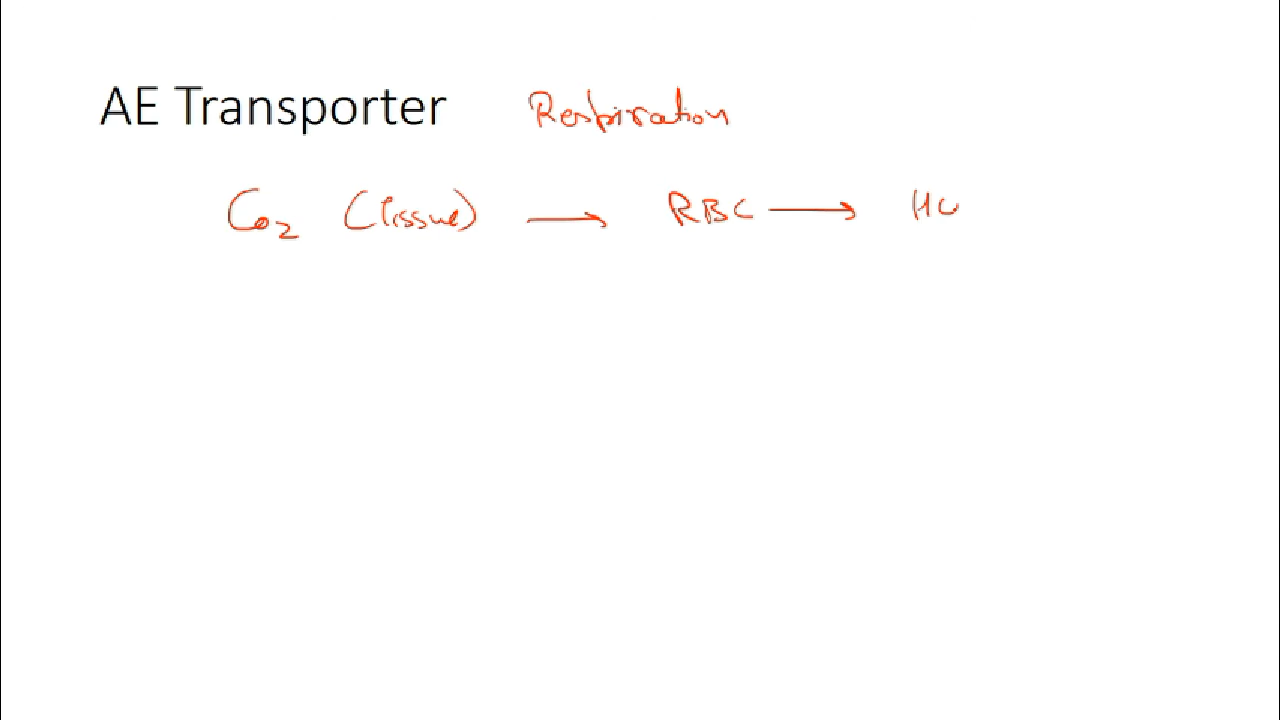 AE Transporter Respiration
CO2 (Tissue) → RBC → HC